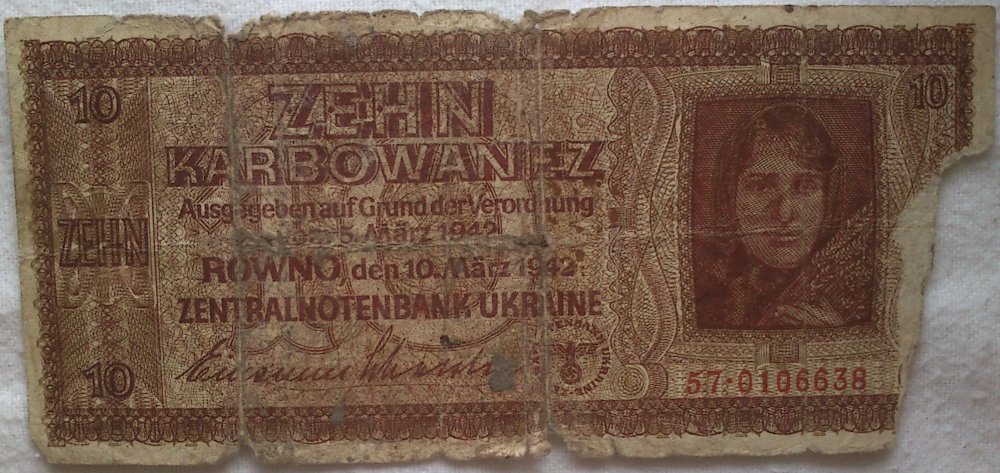 10
10
ZEHN
KARBOWANEZ
Ausgegeben auf Grund der Verordnung
5. März 1942
ZEHN
ROWNO, den 10. März 1942
ZENTRALNOTENBANK UKRAINE
10
57·0106638